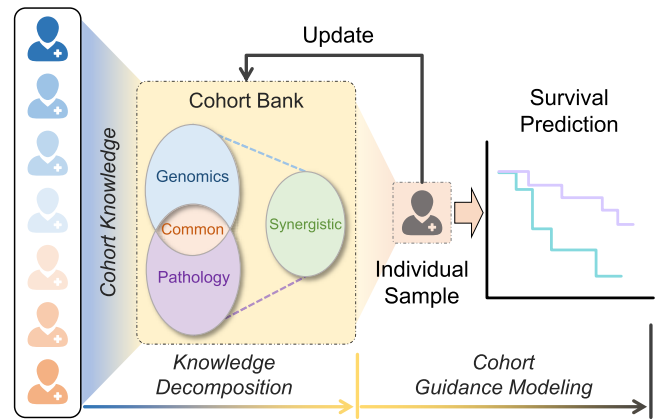 Update
Cohort Bank
Survival
Prediction
Cohort Knowledge
Genomics
Common
Synergistic
Pathology
Individual
Sample
Knowledge
Decomposition
Cohort
Guidance Modeling